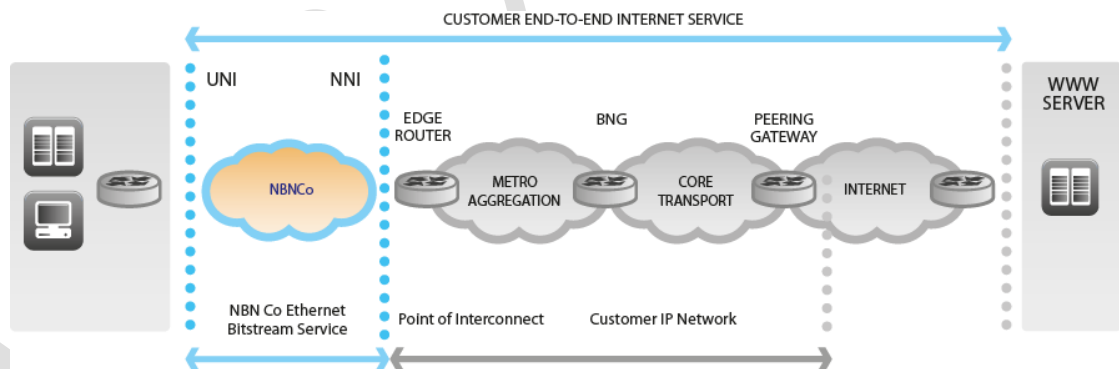 CUSTOMER END-TO-END INTERNET SERVICE
UNI
NNI
WWW
SERVER
EDGE
ROUTER
BNG
PEERING
GATEWAY
NBNCo
METRO
AGGREGATION
CORE
TRANSPORT
INTERNET
NBN Co Ethernet
Bitstream Service
Point of Interconnect
Customer IP Network